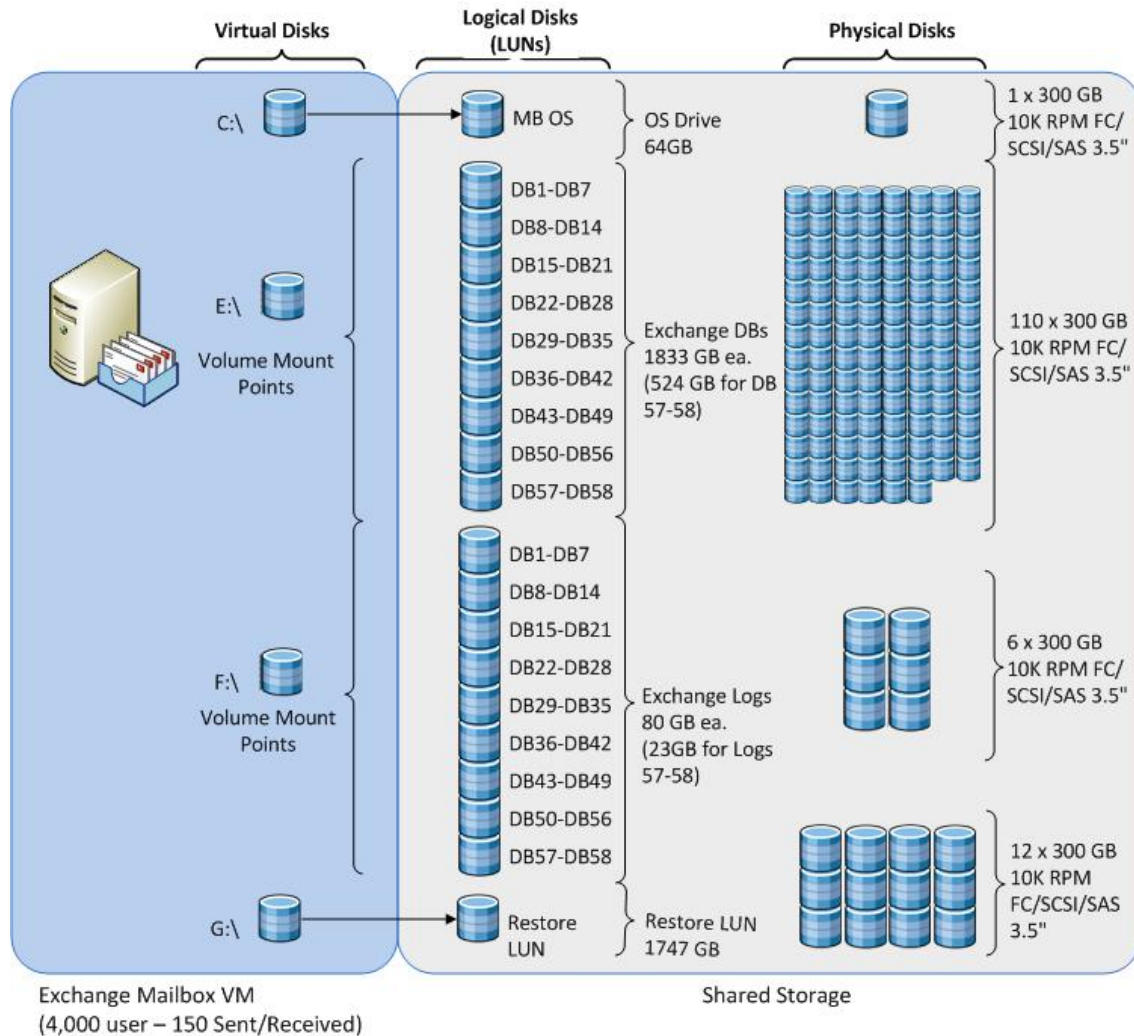 Virtual Disks
Logical Disks
(LUNs)
Physical Disks
C:\
MB OS
OS Drive
64GB
1 x 300 GB
10K RPM FC/
SCSI/SAS 3.5"
E:\
Volume Mount
Points
DB1-DB7
DB8-DB14
DB15-DB21
DB22-DB28
DB29-DB35
DB36-DB42
DB43-DB49
DB50-DB56
DB57-DB58
Exchange DBs
1833 GB ea.
(524 GB for DB
57-58)
110 x 300 GB
10K RPM FC/
SCSI/SAS 3.5"
F:\
Volume Mount
Points
DB1-DB7
DB8-DB14
DB15-DB21
DB22-DB28
DB29-DB35
DB36-DB42
DB43-DB49
DB50-DB56
DB57-DB58
Exchange Logs
80 GB ea.
(23GB for Logs
57-58)
6 x 300 GB
10K RPM FC/
SCSI/SAS 3.5"
G:\
Restore
LUN
Restore LUN
1747 GB
12 x 300 GB
10K RPM
FC/SCSI/SAS
3.5"
Exchange Mailbox VM
(4,000 user – 150 Sent/Received)
Shared Storage